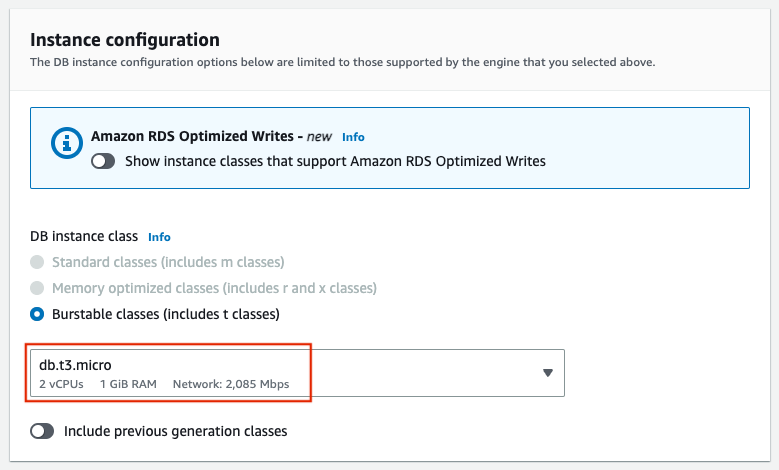 Instance configuration
The DB instance configuration options below are limited to those supported by the engine that you selected above.
Amazon RDS Optimized Writes - new Info
Show instance classes that support Amazon RDS Optimized Writes
DB instance class Info
Standard classes (includes m classes)
Memory optimized classes (includes r and x classes)
Burstable classes (includes t classes)
db.t3.micro
2 vCPUs 1 GiB RAM Network: 2,085 Mbps
Include previous generation classes